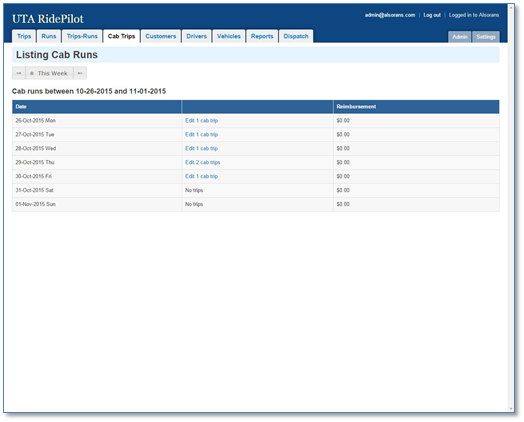 UTA RidePilot
admin@alsorans.com | Log out | Logged in to Alsorans
Trips Runs Trips-Runs Cab Trips Customers Drivers Vehicles Reports Dispatch Admin Settings
Listing Cab Runs
This Week
Cab runs between 10-26-2015 and 11-01-2015
Date Reimbursement
26-Oct-2015 Mon Edit 1 cab trip $0.00
27-Oct-2015 Tue Edit 1 cab trip $0.00
28-Oct-2015 Wed Edit 1 cab trip $0.00
29-Oct-2015 Thu Edit 2 cab trips $0.00
30-Oct-2015 Fri Edit 1 cab trip $0.00
31-Oct-2015 Sat No trips $0.00
01-Nov-2015 Sun No trips $0.00